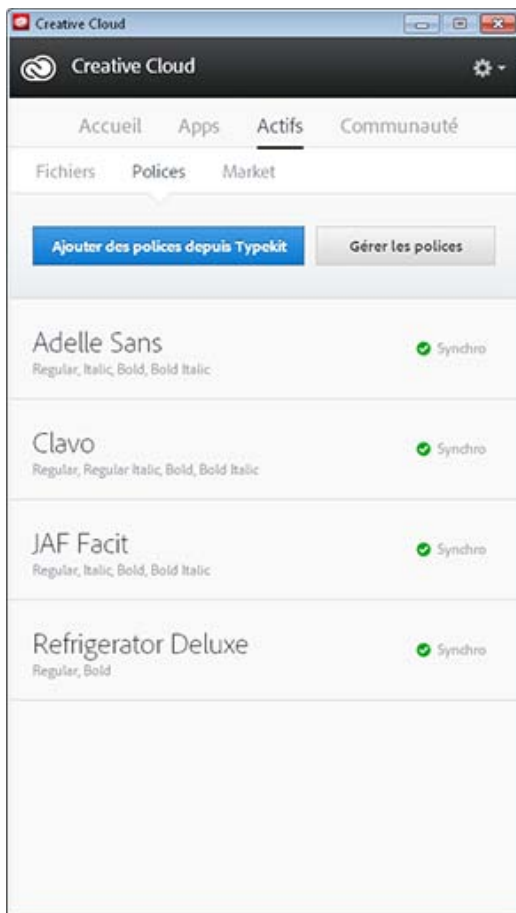 Creative Cloud
Creative Cloud
Accueil Apps Actifs Communauté
Fichiers Polices Market
Ajouter des polices depuis Typekit Gérer les polices
Adelle Sans Synchro
Regular, Italic, Bold, Bold Italic
Clavo Synchro
Regular, Regular Italic, Bold, Bold Italic
JAF Facit Synchro
Regular, Italic, Bold, Bold Italic
Refrigerator Deluxe Synchro
Regular, Bold